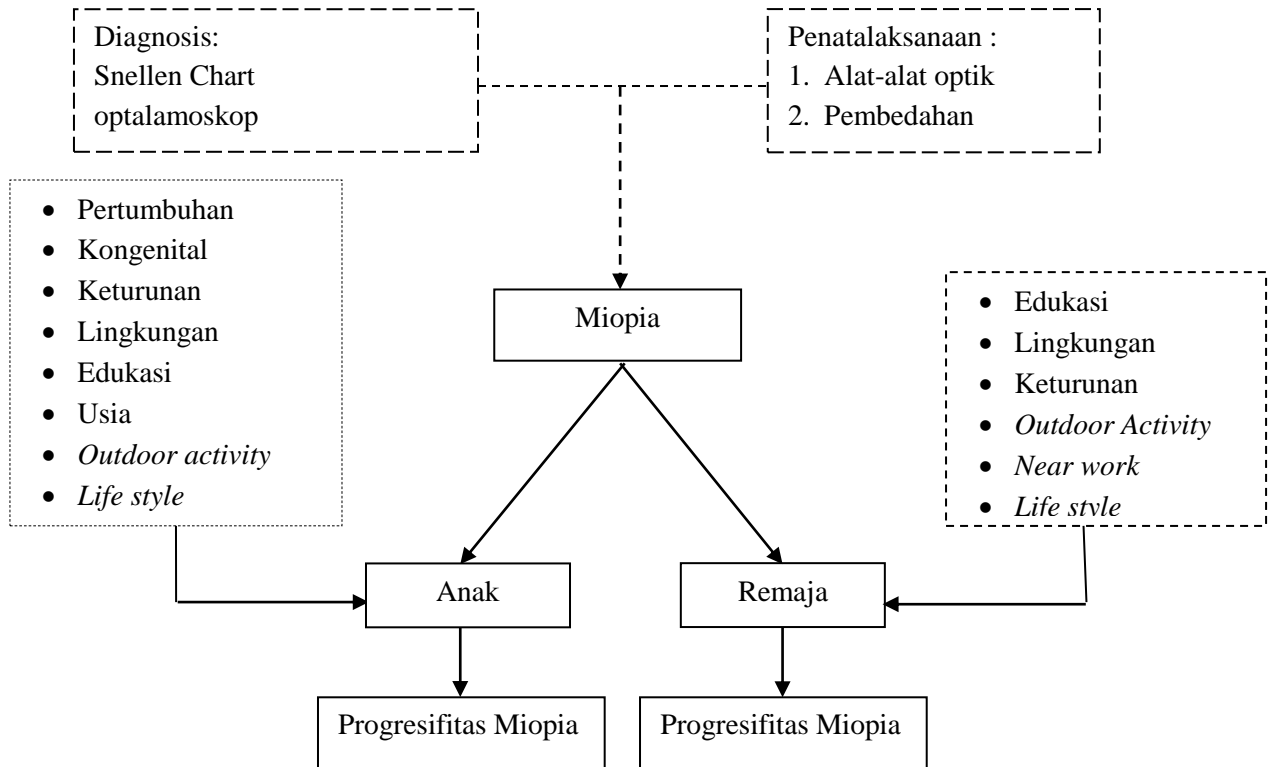 Diagnosis:
Snellen Chart
optalamoskop
Penatalaksanaan :
1. Alat-alat optik
2. Pembedahan
• Pertumbuhan
• Kongenital
• Keturunan
• Lingkungan
• Edukasi
• Usia
• Outdoor activity
• Life style
Miopia
• Edukasi
• Lingkungan
• Keturunan
• Outdoor Activity
• Near work
• Life style
Anak
Remaja
Progresifitas Miopia
Progresifitas Miopia